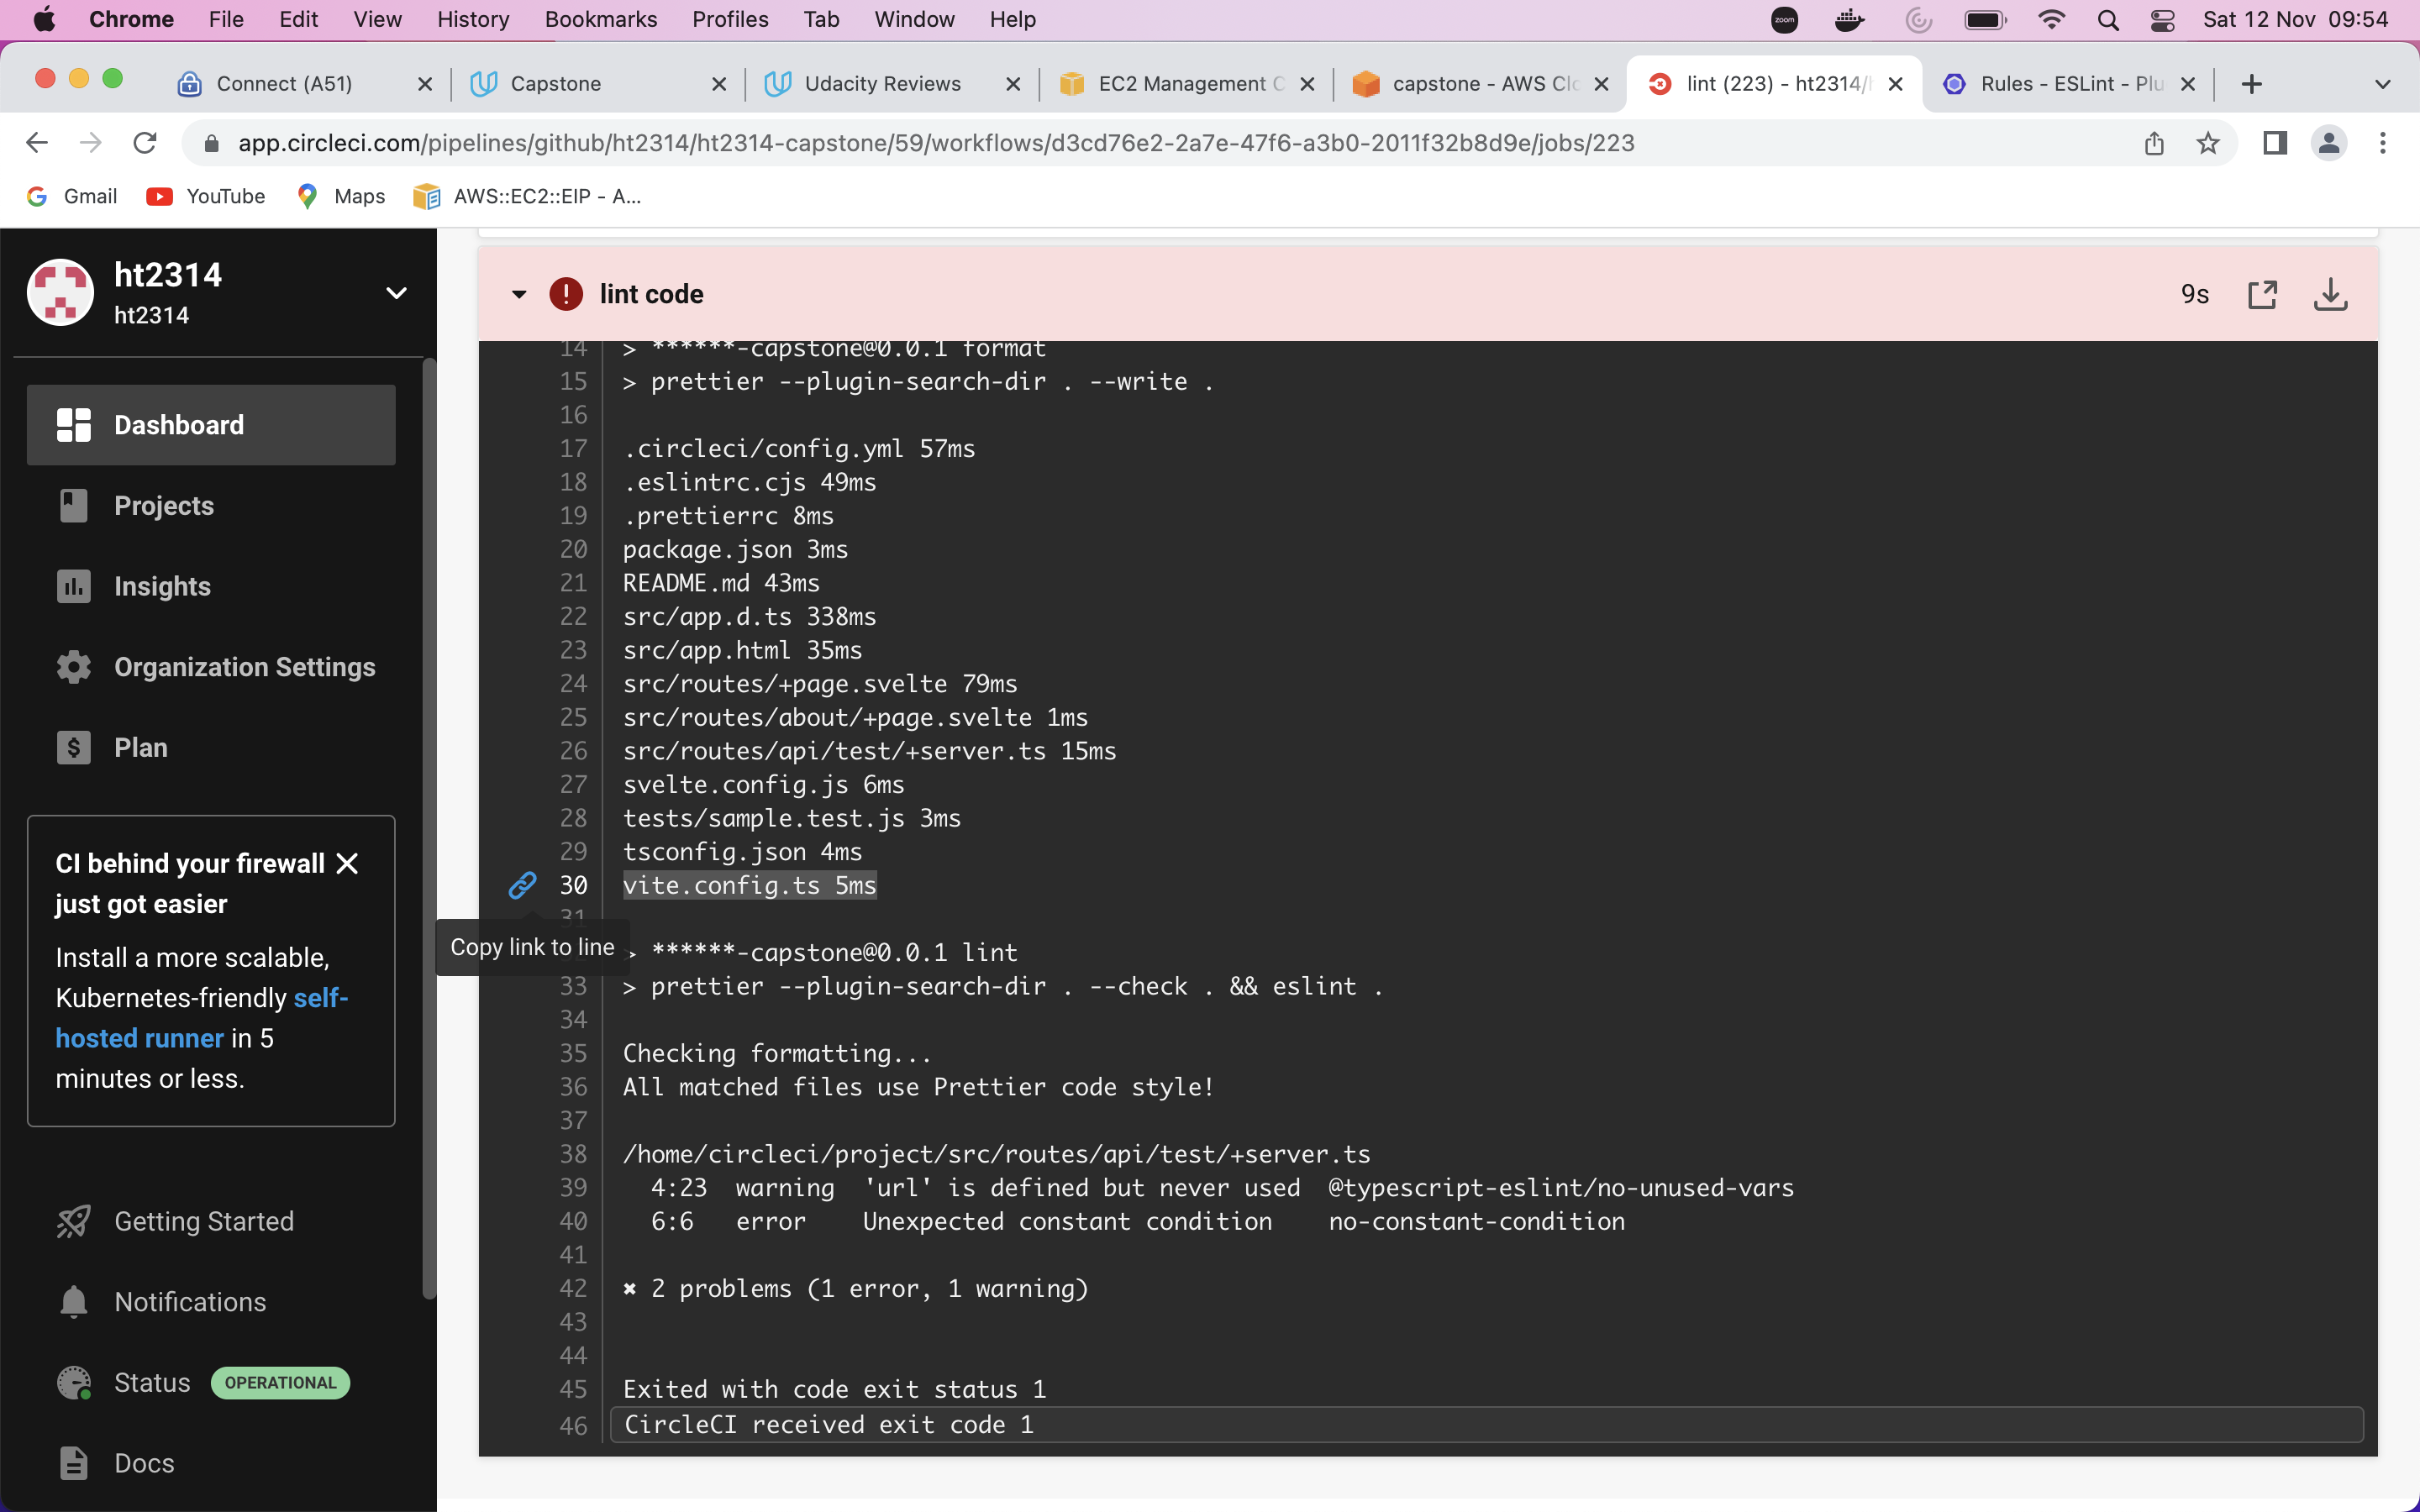 Chrome File Edit View History Bookmarks Profiles Tab Window Help zoom Sat 12 Nov 09:54
Connect (A51) Capstone Udacity Reviews EC2 Management C capstone - AWS Clo lint (223) - ht2314/h Rules - ESLint - Plu
app.circleci.com/pipelines/github/ht2314/ht2314-capstone/59/workflows/d3cd76e2-2a7e-47f6-a3b0-2011f32b8d9e/jobs/223
Gmail YouTube Maps AWS::EC2::EIP - A...
ht2314
ht2314
Dashboard
Projects
Insights
Organization Settings
Plan
CI behind your firewall
just got easier
Install a more scalable,
Kubernetes-friendly self-
hosted runner in 5
minutes or less.
Getting Started
Notifications
Status OPERATIONAL
Docs
lint code 9s
14 > ******-capstone@0.0.1 format
15 > prettier --plugin-search-dir . --write .
16
17 .circleci/config.yml 57ms
18 .eslintrc.cjs 49ms
19 .prettierrc 8ms
20 package.json 3ms
21 README.md 43ms
22 src/app.d.ts 338ms
23 src/app.html 35ms
24 src/routes/+page.svelte 79ms
25 src/routes/about/+page.svelte 1ms
26 src/routes/api/test/+server.ts 15ms
27 svelte.config.js 6ms
28 tests/sample.test.js 3ms
29 tsconfig.json 4ms
30 vite.config.ts 5ms
31
Copy link to line
> ******-capstone@0.0.1 lint
33 > prettier --plugin-search-dir . --check . && eslint .
34
35 Checking formatting...
36 All matched files use Prettier code style!
37
38 /home/circleci/project/src/routes/api/test/+server.ts
39 4:23 warning 'url' is defined but never used @typescript-eslint/no-unused-vars
40 6:6 error Unexpected constant condition no-constant-condition
41
42 ✖ 2 problems (1 error, 1 warning)
43
44
45 Exited with code exit status 1
46 CircleCI received exit code 1